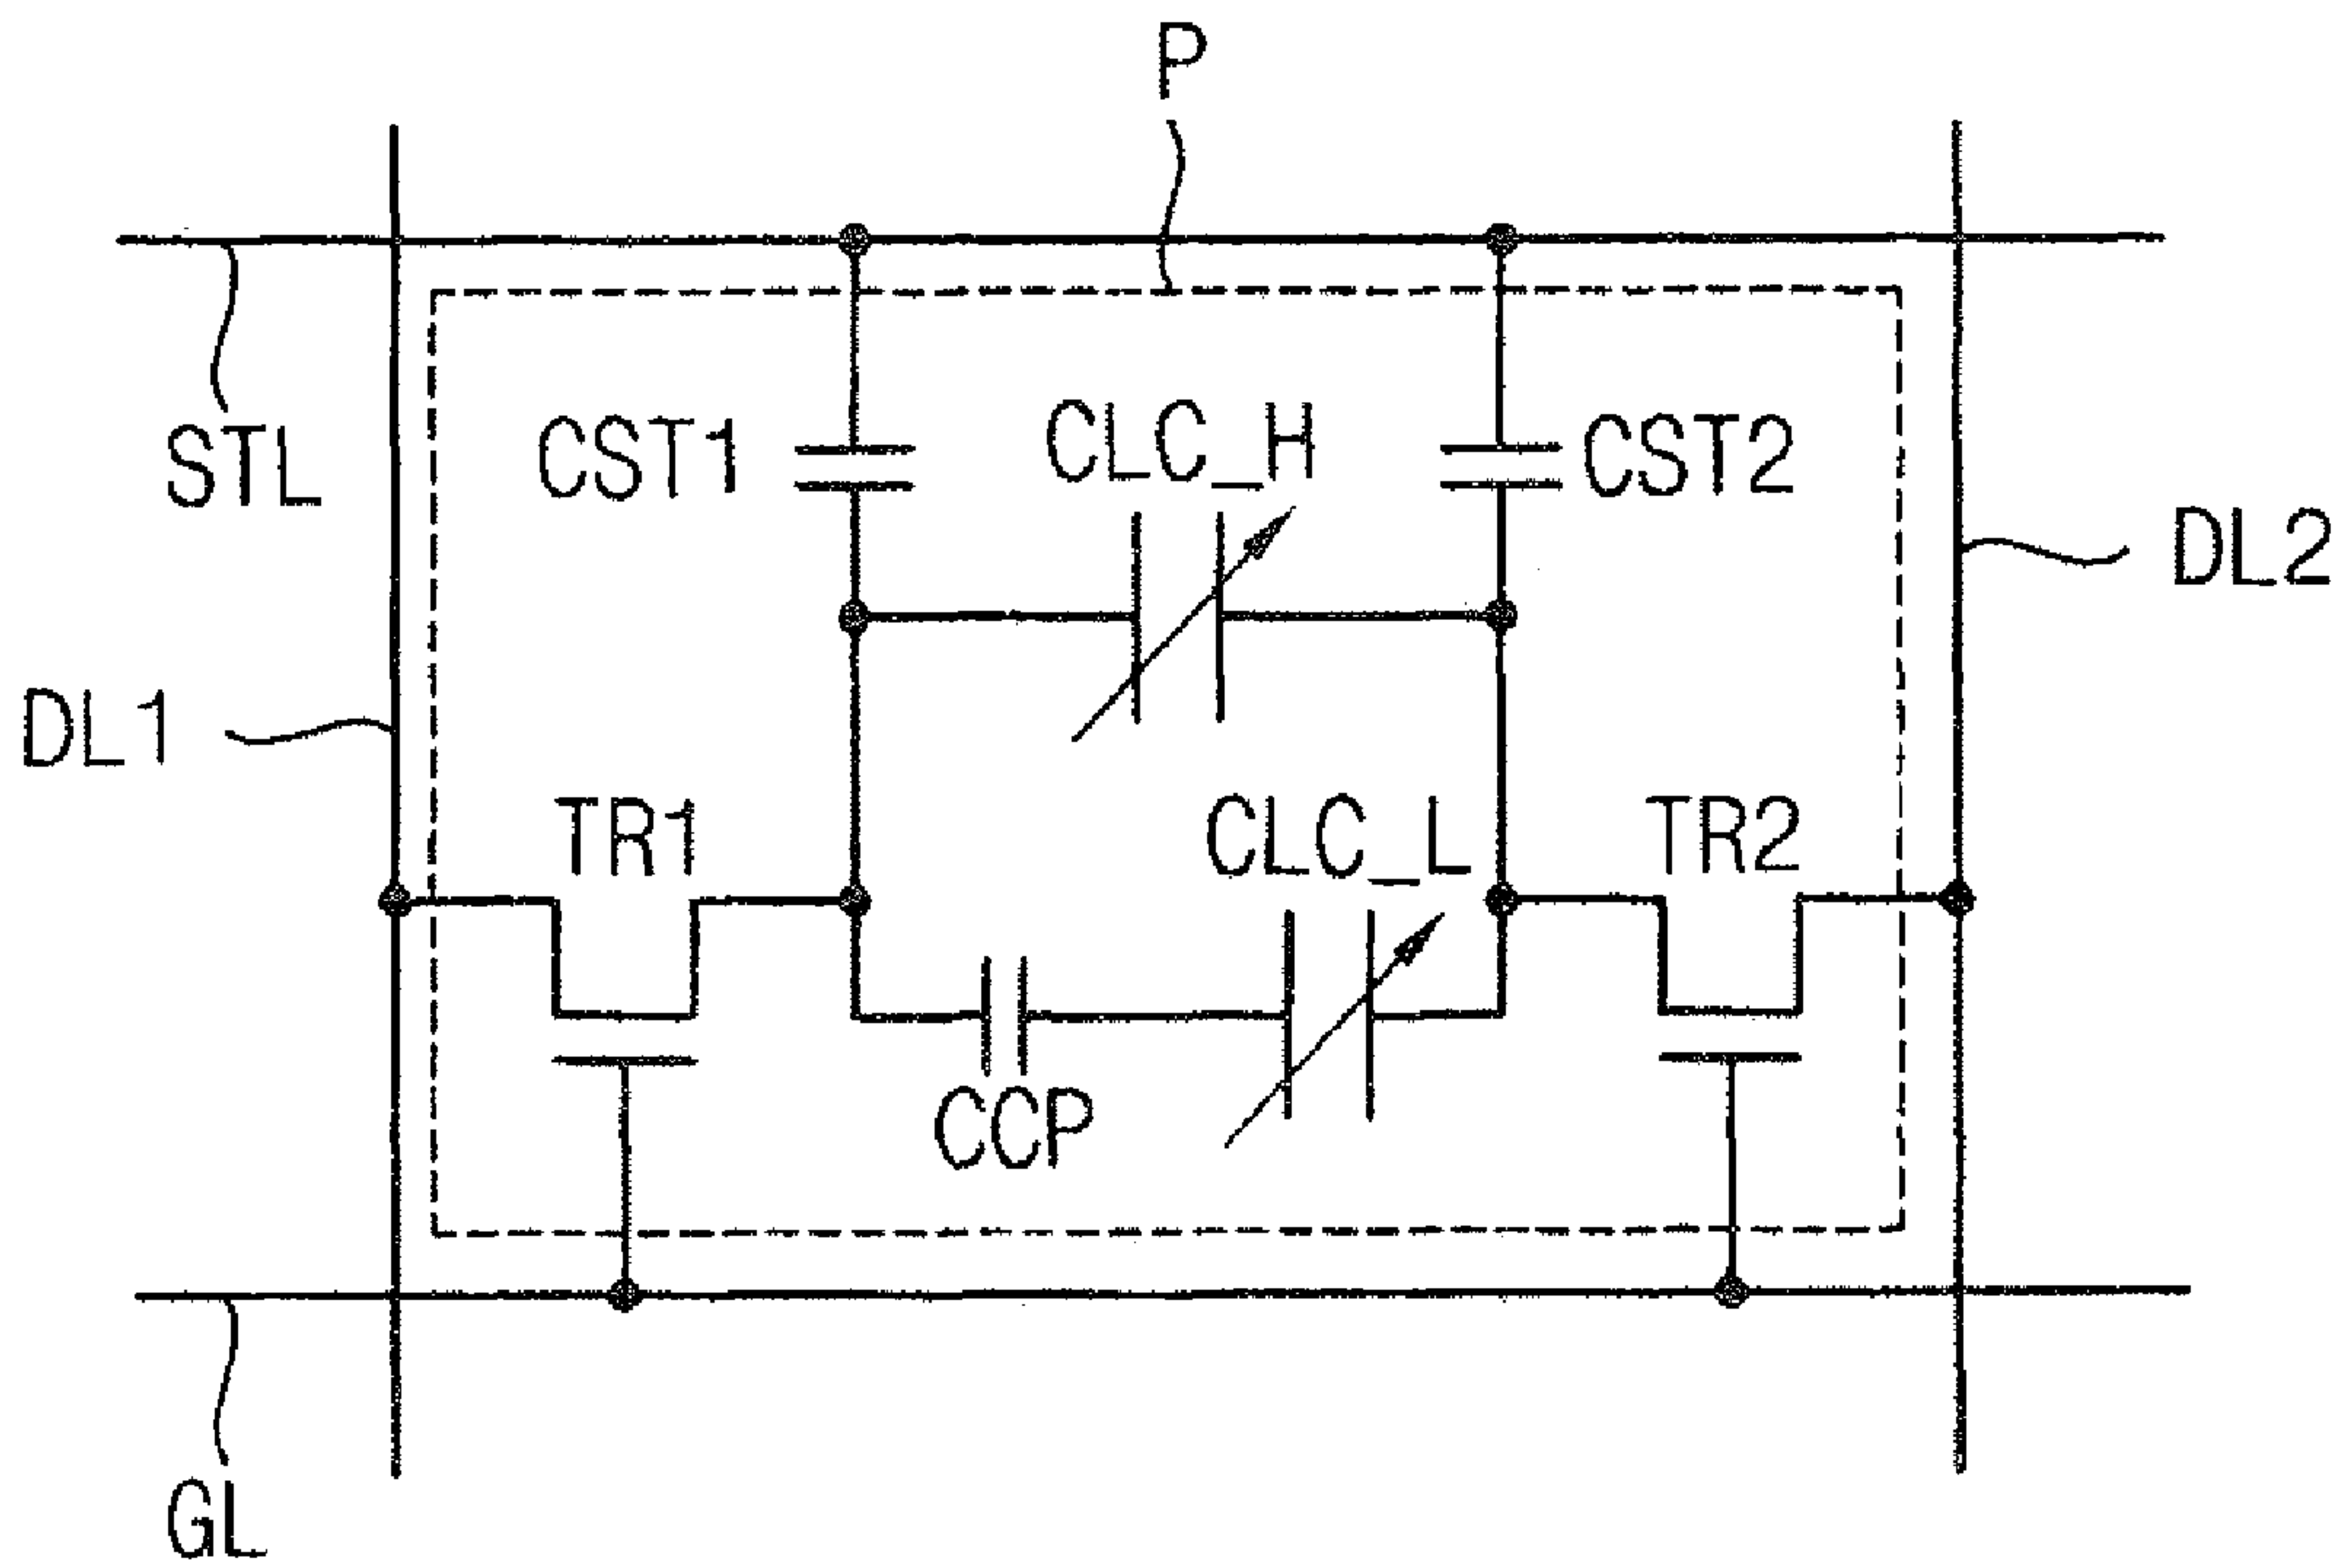 P
STL
CST1
CLC_H
CST2
DL2
DL1
TR1
CLC_L
TR2
CCP
GL